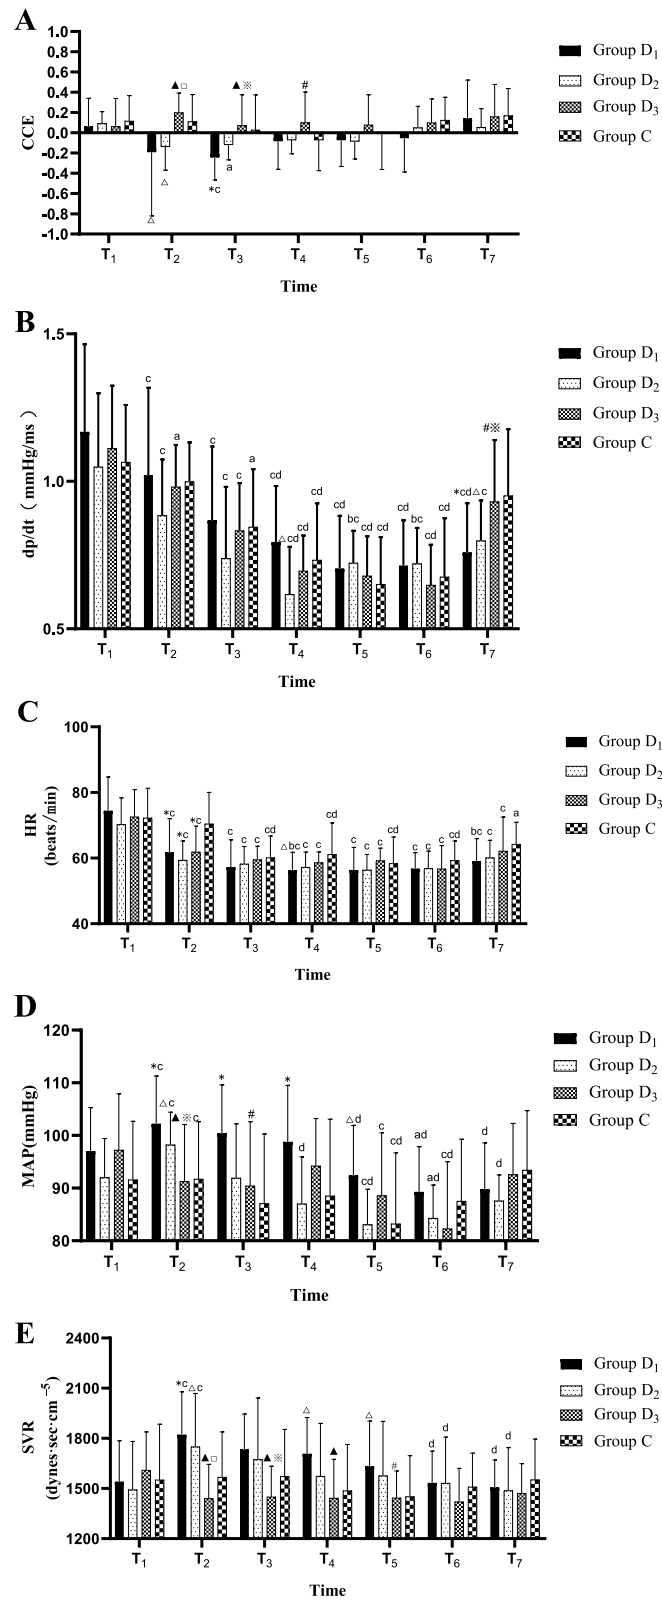 A
1.0
0.8
0.6
0.4
0.2
0.0
-0.2
-0.4
-0.6
-0.8
-1.0
CCE
▲□
▲※
#
△
△
*c
a
T1 T2 T3 T4 T5 T6 T7
Time
Group D1
Group D2
Group D3
Group C
B
1.5
1.0
0.5
dp/dt（mmHg/ms）
c c a
c c c a
cd △cd cd cd
cd bc cd cd
cd bc cd cd
*cd △c #※
T1 T2 T3 T4 T5 T6 T7
Time
Group D1
Group D2
Group D3
Group C
C
100
80
60
40
HR
(beats/min)
*c *c *c
c c c cd
△bc c c cd
c c c cd
c c c cd
bc c c a
T1 T2 T3 T4 T5 T6 T7
Time
Group D1
Group D2
Group D3
Group C
D
120
110
100
90
80
MAP(mmHg)
*c △c ▲※ c
* #
* d
△d cd c cd
ad ad cd
d d
T1 T2 T3 T4 T5 T6 T7
Time
Group D1
Group D2
Group D3
Group C
E
2400
2100
1800
1500
1200
SVR
(dynes·sec·cm−5)
*c △c ▲□
▲※
△ ▲
△ #
d d
d d
T1 T2 T3 T4 T5 T6 T7
Time
Group D1
Group D2
Group D3
Group C